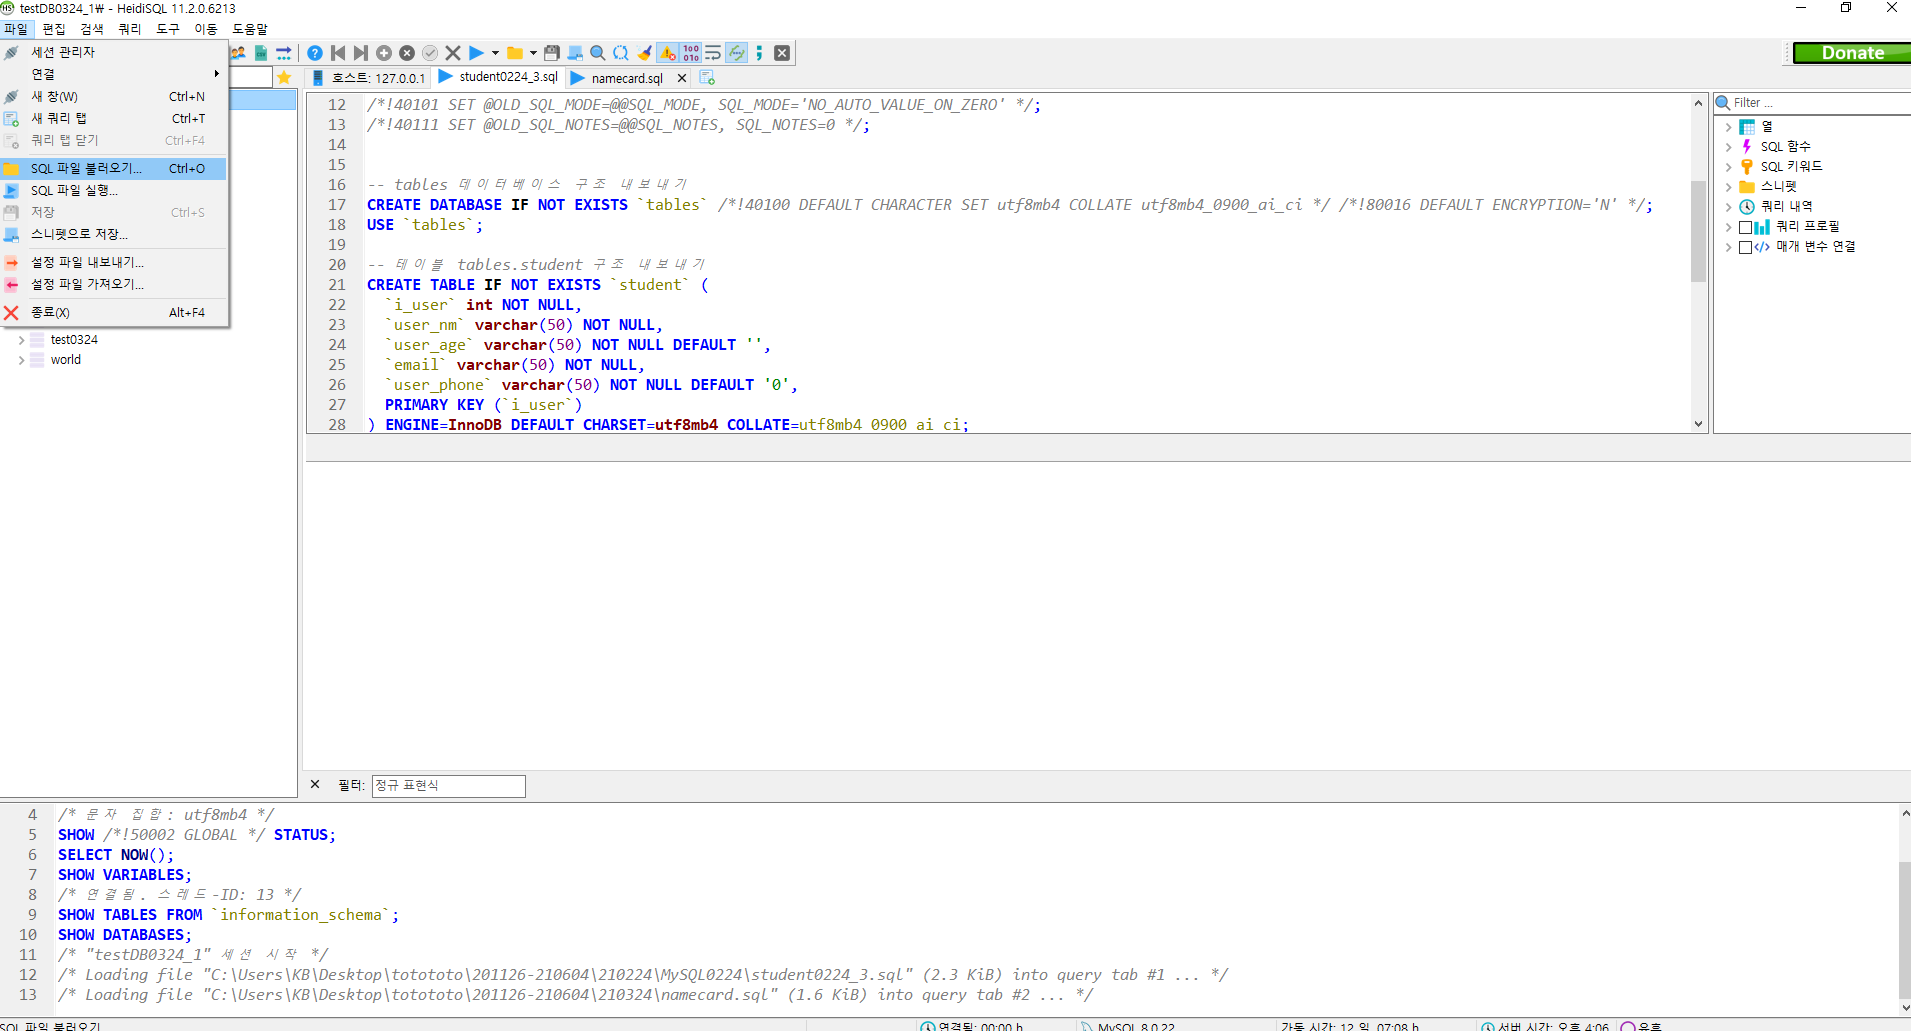 testDB0324_1₩ - HeidiSQL 11.2.0.6213
파일 편집 검색 쿼리 도구 이동 도움말
Donate
세션 관리자
연결
새 창(W) Ctrl+N
새 쿼리 탭 Ctrl+T
쿼리 탭 닫기 Ctrl+F4
SQL 파일 불러오기... Ctrl+O
SQL 파일 실행...
저장 Ctrl+S
스니펫으로 저장...
설정 파일 내보내기...
설정 파일 가져오기...
종료(X) Alt+F4
test0324
world
호스트: 127.0.0.1 student0224_3.sql namecard.sql
12 /*!40101 SET @OLD_SQL_MODE=@@SQL_MODE, SQL_MODE='NO_AUTO_VALUE_ON_ZERO' */;
13 /*!40111 SET @OLD_SQL_NOTES=@@SQL_NOTES, SQL_NOTES=0 */;
14
15
16 -- tables 데이터베이스 구조 내보내기
17 CREATE DATABASE IF NOT EXISTS `tables` /*!40100 DEFAULT CHARACTER SET utf8mb4 COLLATE utf8mb4_0900_ai_ci */ /*!80016 DEFAULT ENCRYPTION='N' */;
18 USE `tables`;
19
20 -- 테이블 tables.student 구조 내보내기
21 CREATE TABLE IF NOT EXISTS `student` (
22 `i_user` int NOT NULL,
23 `user_nm` varchar(50) NOT NULL,
24 `user_age` varchar(50) NOT NULL DEFAULT '',
25 `email` varchar(50) NOT NULL,
26 `user_phone` varchar(50) NOT NULL DEFAULT '0',
27 PRIMARY KEY (`i_user`)
28 ) ENGINE=InnoDB DEFAULT CHARSET=utf8mb4 COLLATE=utf8mb4_0900_ai_ci;
Filter ...
열
SQL 함수
SQL 키워드
스니펫
쿼리 내역
쿼리 프로필
매개 변수 연결
필터: 정규 표현식
4 /* 문자 집합: utf8mb4 */
5 SHOW /*!50002 GLOBAL */ STATUS;
6 SELECT NOW();
7 SHOW VARIABLES;
8 /* 연결됨. 스레드-ID: 13 */
9 SHOW TABLES FROM `information_schema`;
10 SHOW DATABASES;
11 /* "testDB0324_1" 세션 시작 */
12 /* Loading file "C:\Users\KB\Desktop\totototo\201126-210604\210224\MySQL0224\student0224_3.sql" (2.3 KiB) into query tab #1 ... */
13 /* Loading file "C:\Users\KB\Desktop\totototo\201126-210604\210324\namecard.sql" (1.6 KiB) into query tab #2 ... */
SQL 파일 불러오기 연결됨: 00:00 h MySQL 8.0.22 가동 시간: 12 일, 07:08 h 서버 시간: 오후 4:06 유휴